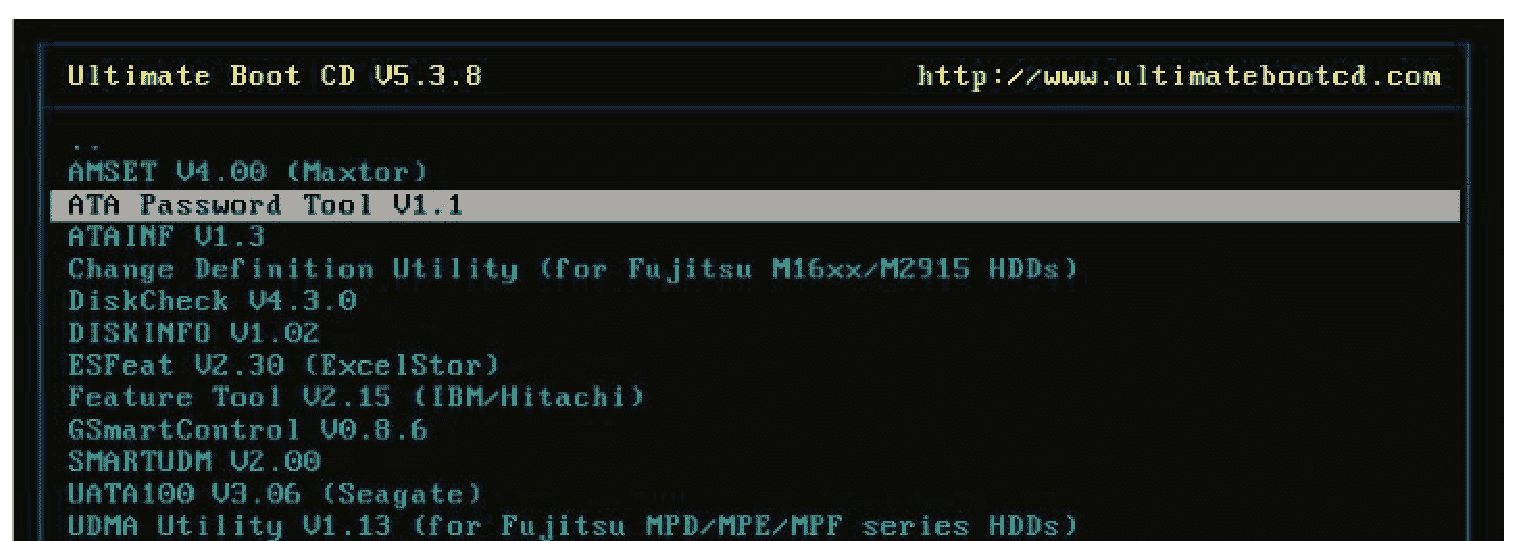 Ultimate Boot CD V5.3.8 http://www.ultimatebootcd.com
..
AMSET V4.00 (Maxtor)
ATA Password Tool V1.1
ATAINF V1.3
Change Definition Utility (for Fujitsu M16xx/M2915 HDDs)
DiskCheck V4.3.0
DISKINFO V1.02
ESFeat V2.30 (ExcelStor)
Feature Tool V2.15 (IBM/Hitachi)
GSmartControl V0.8.6
SMARTUDM V2.00
UATA100 V3.06 (Seagate)
UDMA Utility V1.13 (for Fujitsu MPD/MPE/MPF series HDDs)